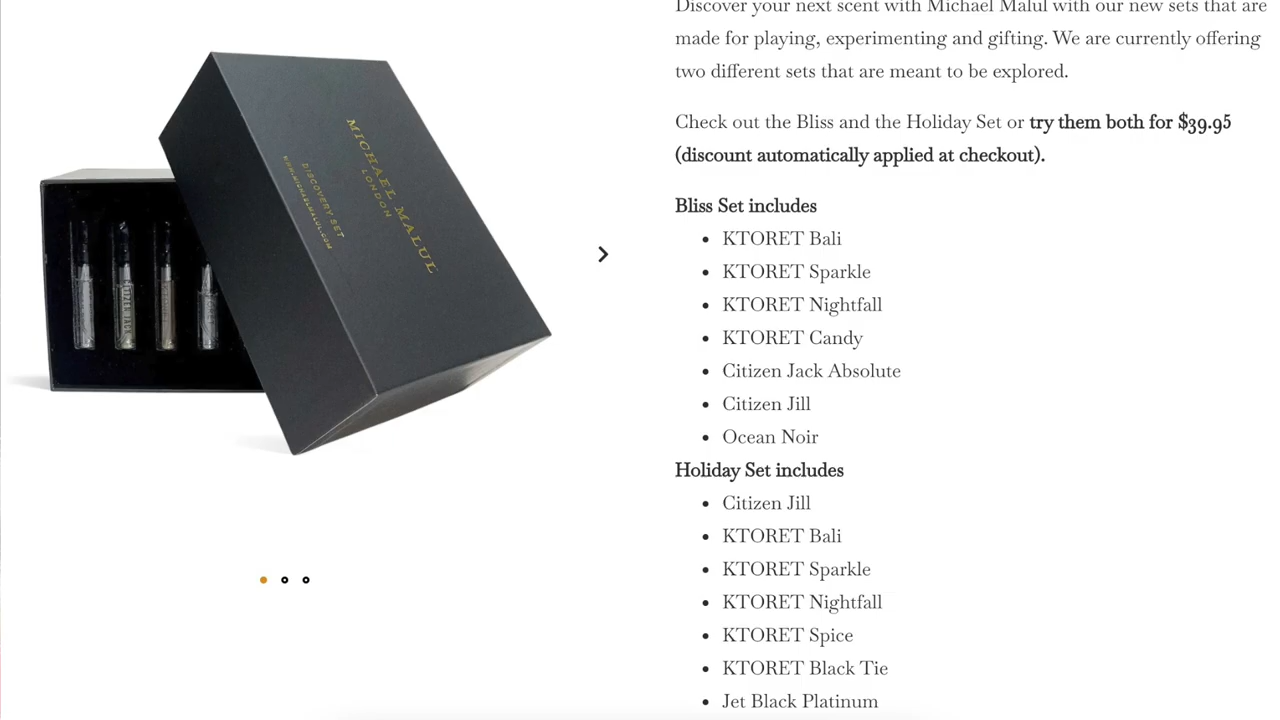 Discover your next scent with Michael Malul with our new sets that are
made for playing, experimenting and gifting. We are currently offering
two different sets that are meant to be explored.
Check out the Bliss and the Holiday Set or try them both for $39.95
(discount automatically applied at checkout).
Bliss Set includes
KTORET Bali
KTORET Sparkle
KTORET Nightfall
KTORET Candy
Citizen Jack Absolute
Citizen Jill
Ocean Noir
Holiday Set includes
Citizen Jill
KTORET Bali
KTORET Sparkle
KTORET Nightfall
KTORET Spice
KTORET Black Tie
Jet Black Platinum
MICHAEL MALUL
LONDON
DISCOVERY SET
WWW.MICHAELMALUL.COM